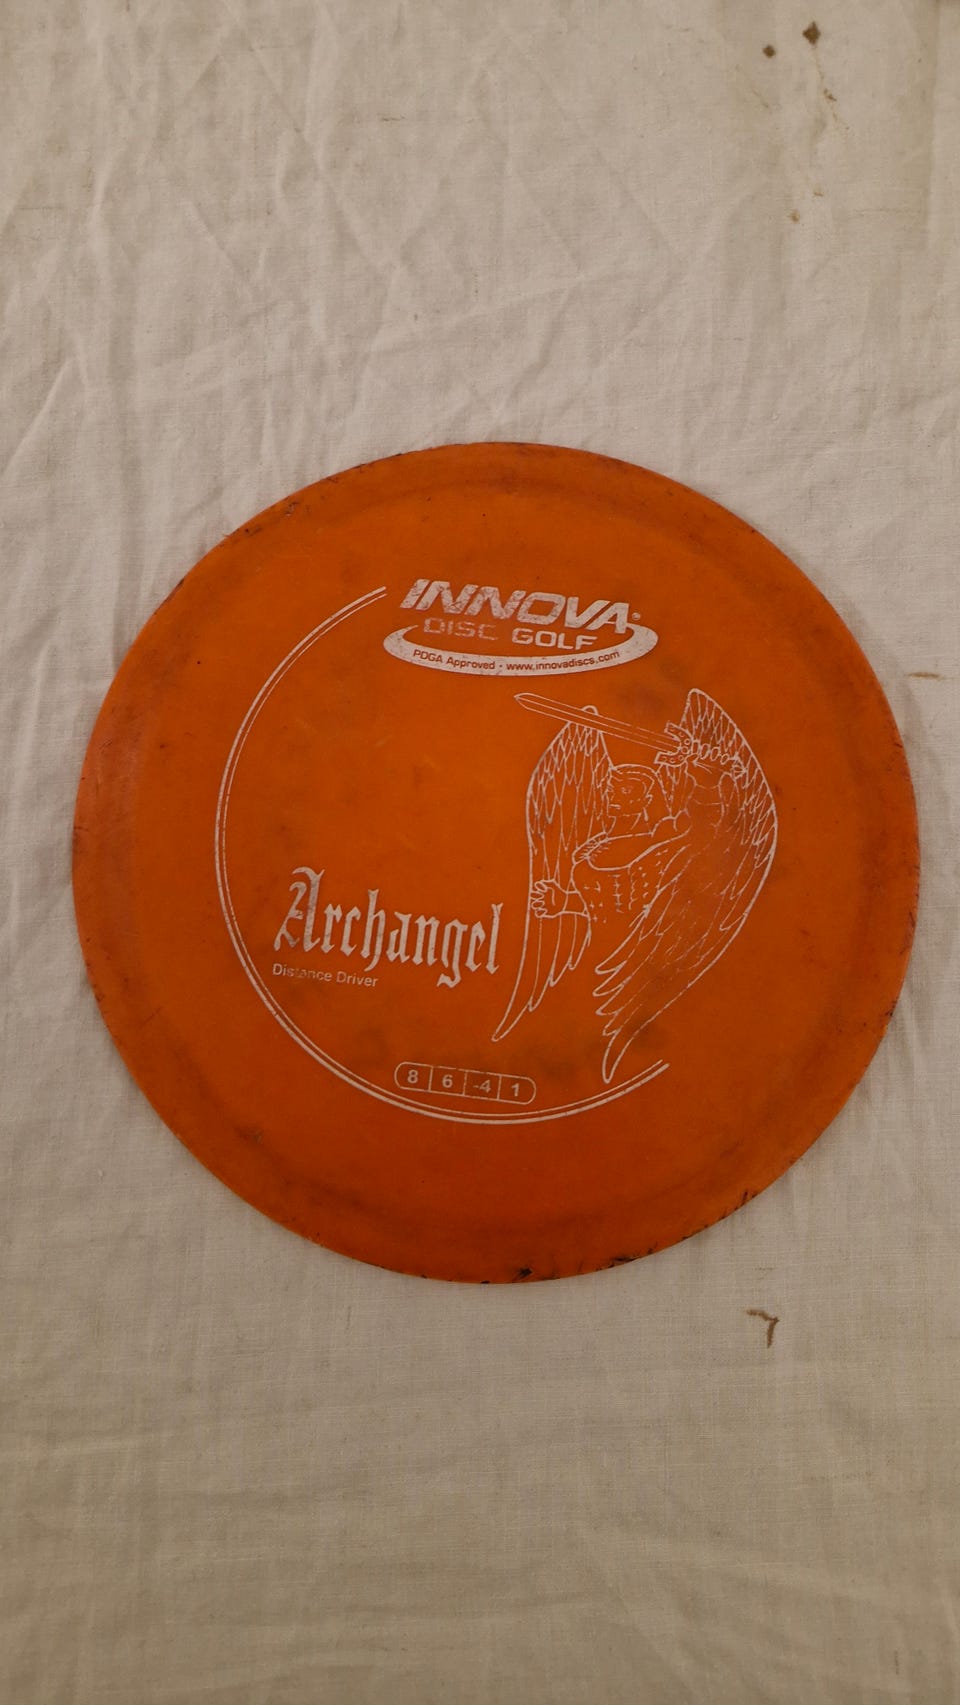 INNOVA®
DISC GOLF
PDGA Approved • www.innovadiscs.com
Archangel
Distance Driver
8 6 -4 1